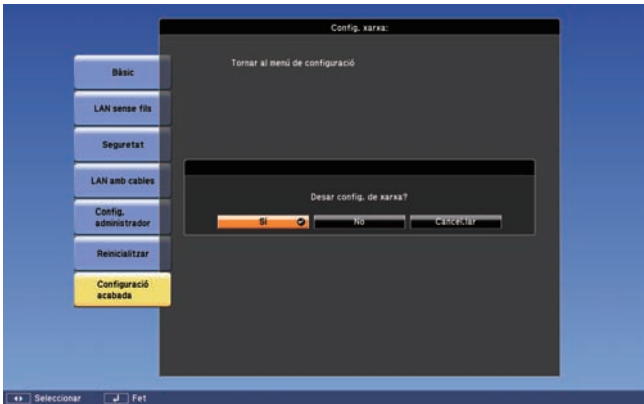 Config. xarxa:
Tornar al menú de configuració
Bàsic
LAN sense fils
Seguretat
LAN amb cables
Config.
administrador
Reinicialitzar
Configuració
acabada
Desar config. de xarxa?
Sí No Cancel·lar
Seleccionar Fet